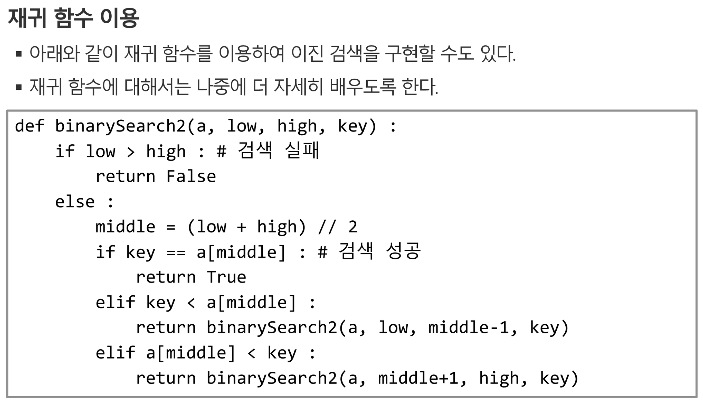 재귀 함수 이용
▪ 아래와 같이 재귀 함수를 이용하여 이진 검색을 구현할 수도 있다.
▪ 재귀 함수에 대해서는 나중에 더 자세히 배우도록 한다.
def binarySearch2(a, low, high, key) :
    if low > high : # 검색 실패
        return False
    else :
        middle = (low + high) // 2
        if key == a[middle] : # 검색 성공
            return True
        elif key < a[middle] :
            return binarySearch2(a, low, middle-1, key)
        elif a[middle] < key :
            return binarySearch2(a, middle+1, high, key)